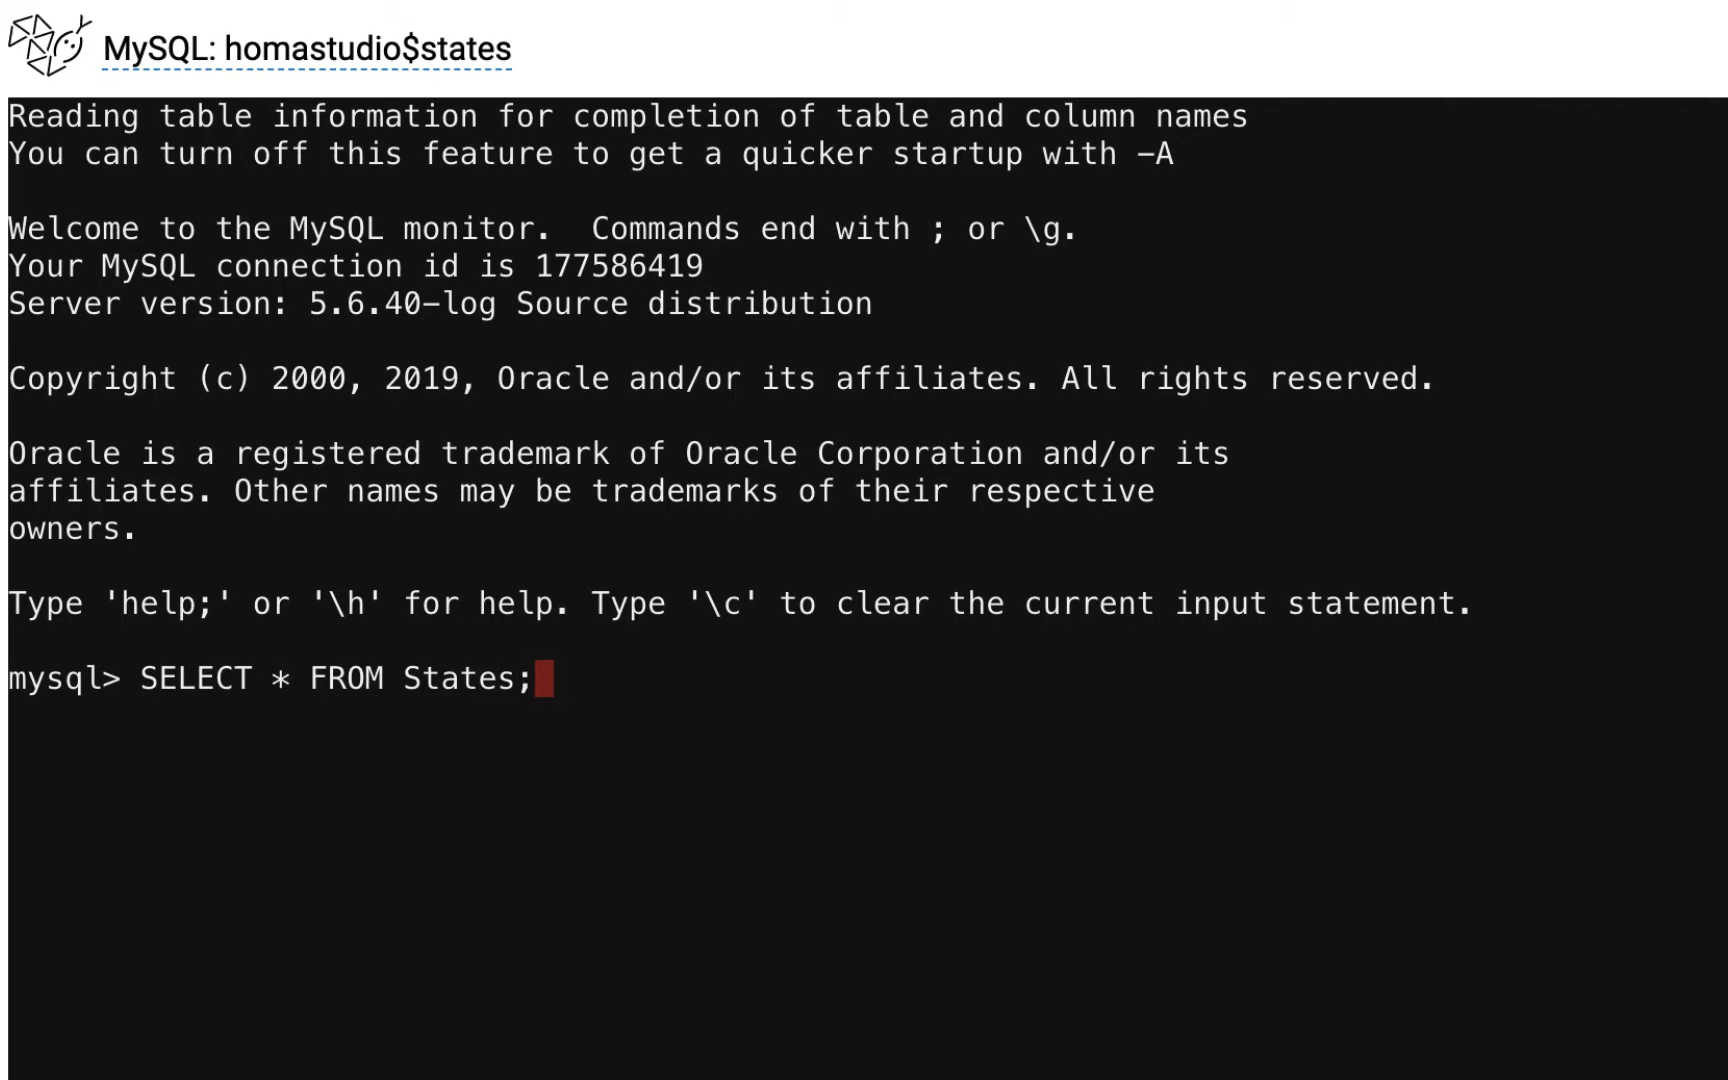 MySQL: homastudio$states
Reading table information for completion of table and column names
You can turn off this feature to get a quicker startup with -A
Welcome to the MySQL monitor.  Commands end with ; or \g.
Your MySQL connection id is 177586419
Server version: 5.6.40-log Source distribution
Copyright (c) 2000, 2019, Oracle and/or its affiliates. All rights reserved.
Oracle is a registered trademark of Oracle Corporation and/or its
affiliates. Other names may be trademarks of their respective
owners.
Type 'help;' or '\h' for help. Type '\c' to clear the current input statement.
mysql> SELECT * FROM States;